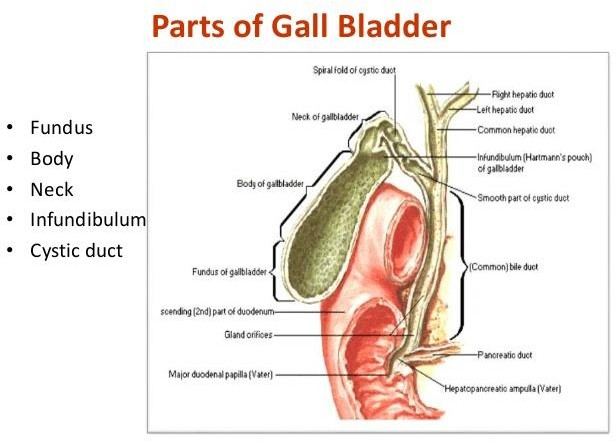 Parts of Gall Bladder
• Fundus
• Body
• Neck
• Infundibulum
• Cystic duct
Spiral fold of cystic duct
Neck of gallbladder
Body of gallbladder
Fundus of gallbladder
scending (2nd) part of duodenum
Gland orifices
Major duodenal papilla (Vater)
Right hepatic duct
Left hepatic duct
Common hepatic duct
Infundibulum (Hartmann's pouch)
of gallbladder
Smooth part of cystic duct
(Common) bile duct
Pancreatic duct
Hepatopancreatic ampulla (Vater)